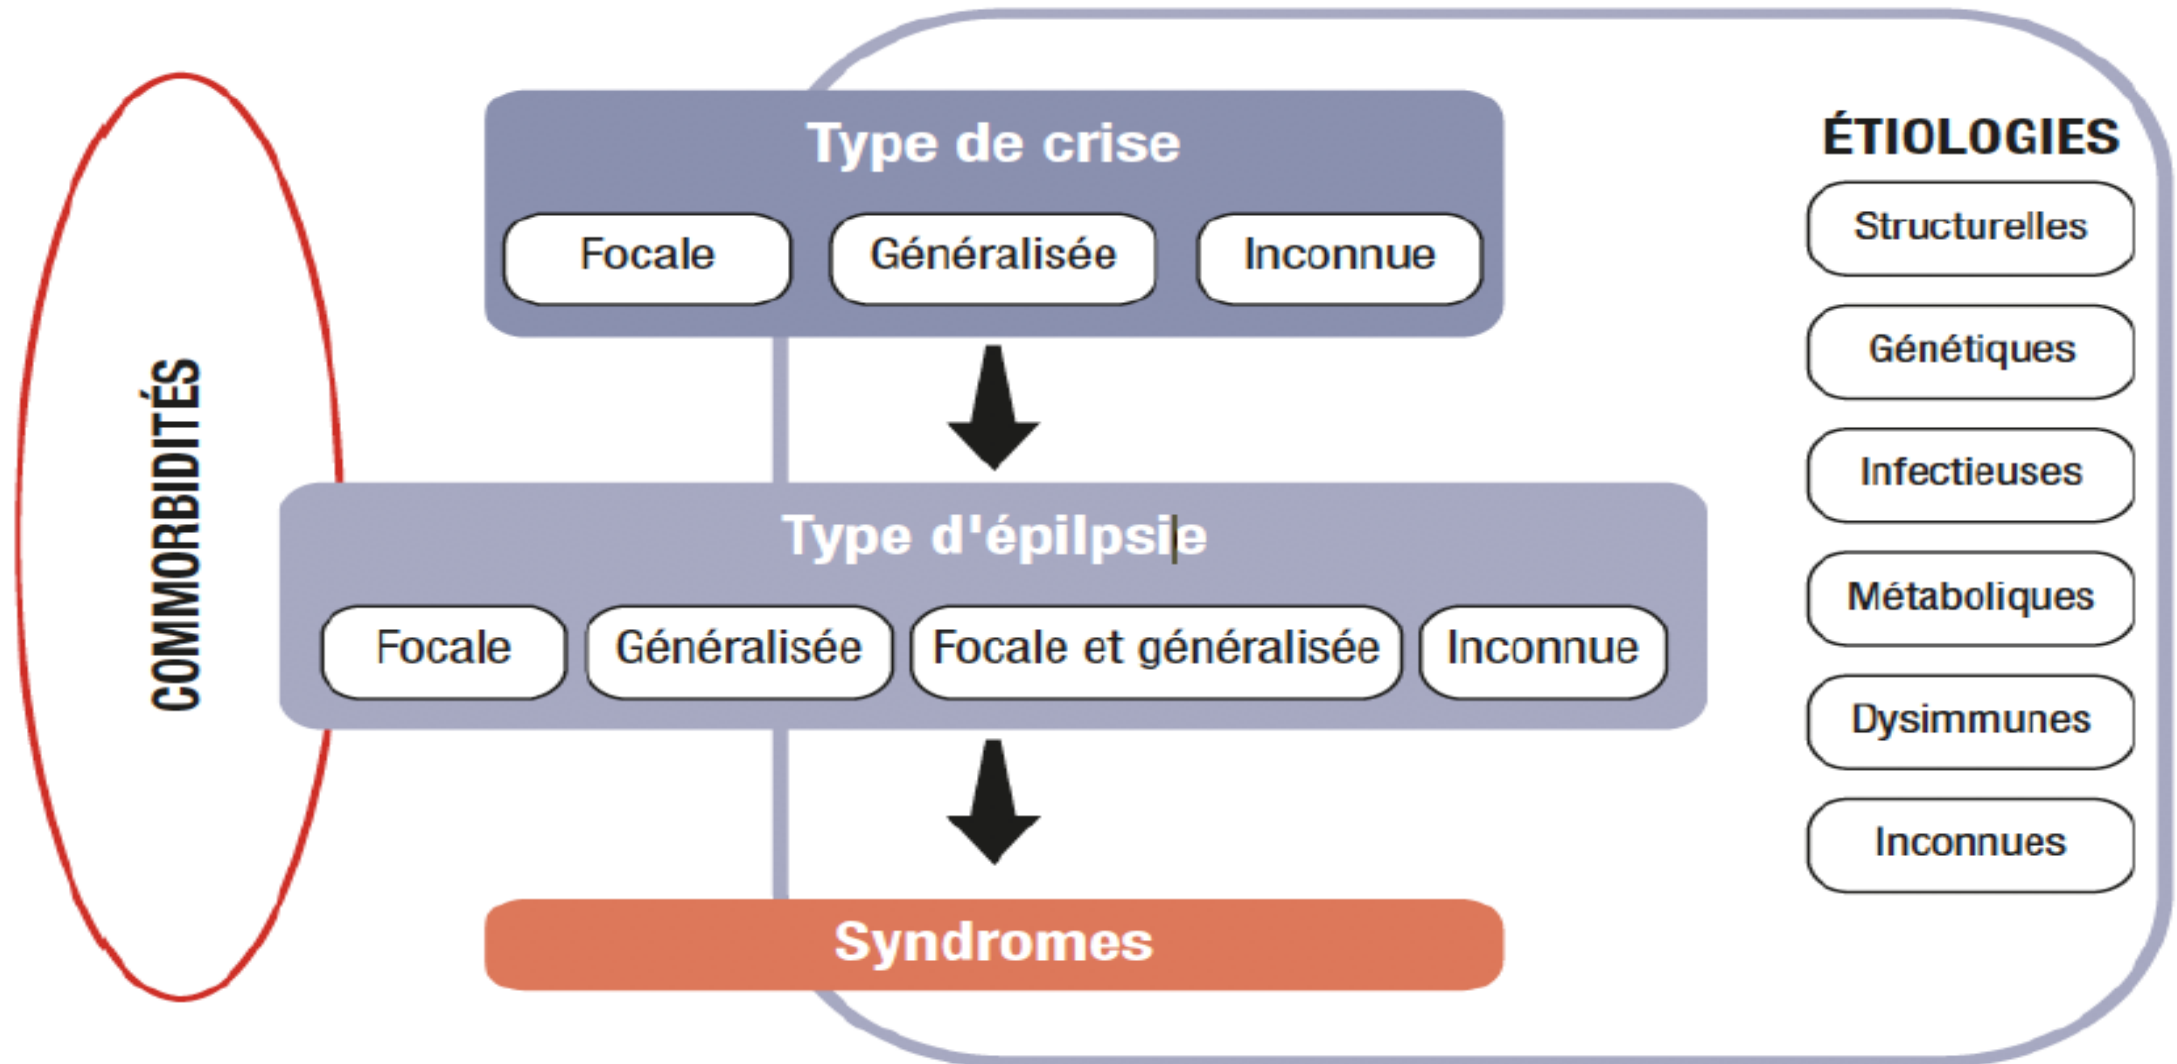 COMMORBIDITÉS
Type de crise
Focale
Généralisée
Inconnue
Type d'épilpsie
Focale
Généralisée
Focale et généralisée
Inconnue
Syndromes
ÉTIOLOGIES
Structurelles
Génétiques
Infectieuses
Métaboliques
Dysimmunes
Inconnues